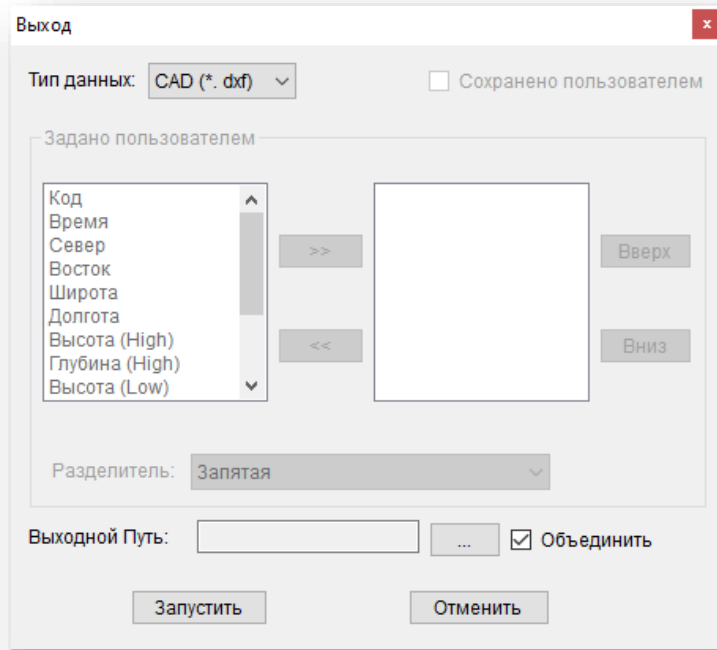 Выход
x
Тип данных: CAD (*. dxf) Сохранено пользователем
Задано пользователем
Код
Время
Север
Восток
Широта
Долгота
Высота (High)
Глубина (High)
Высота (Low)
>>
<<
Вверх
Вниз
Разделитель: Запятая
Выходной Путь: ... Объединить
Запустить Отменить